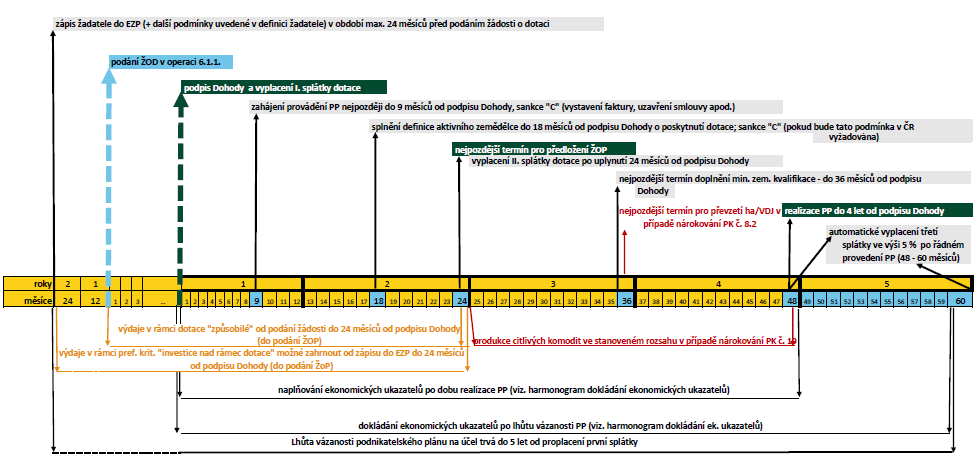 zápis žadatele do EZP (+ další podmínky uvedené v definici žadatele) v období max. 24 měsíců před podáním žádosti o dotaci
podání ŽOD v operaci 6.1.1.
podpis Dohody a vyplacení I. splátky dotace
zahájení provádění PP nejpozději do 9 měsíců od podpisu Dohody, sankce "C" (vystavení faktury, uzavření smlouvy apod.)
splnění definice aktivního zemědělce do 18 měsíců od podpisu Dohody o poskytnutí dotace; sankce "C" (pokud bude tato podmínka v ČR
vyžadována)
nejpozdější termín pro předložení ŽOP
vyplacení II. splátky dotace po uplynutí 24 měsíců od podpisu Dohody
nejpozdější termín doplnění min. zem. kvalifikace - do 36 měsíců od podpisu
Dohody
nejpozdější termín pro převzetí ha/VDJ v
případě nárokování PK č. 8.2
realizace PP do 4 let od podpisu Dohody
automatické vyplacení třetí
splátky ve výši 5 % po řádném
provedení PP (48 - 60 měsíců)
roky 2 1 1 2 3 4 5
měsíce 24 12 1 2 3 .. 1 2 3 4 5 6 7 8 9 10 11 12 13 14 15 16 17 18 19 20 21 22 23 24 25 26 27 28 29 30 31 32 33 34 35 36 37 38 39 40 41 42 43 44 45 46 47 48 49 50 51 52 53 54 55 56 57 58 59 60
výdaje v rámci dotace "způsobilé" od podání žádosti do 24 měsíců od podpisu Dohody
(do podání ŽOP)
produkce citlivých komodit ve stanoveném rozsahu v případě nárokování PK č. 19
výdaje v rámci pref. krit. "investice nad rámec dotace" možné zahrnout od zápisu do EZP do 24 měsíců
od podpisu Dohody (do podání ŽoP)
naplňování ekonomických ukazatelů po dobu realizace PP (viz. harmonogram dokládání ekonomických ukazatelů)
dokládání ekonomických ukazatelů po lhůtu vázanosti PP (viz. harmonogram dokládání ek. ukazatelů)
Lhůta vázanosti podnikatelského plánu na účel trvá do 5 let od proplacení první splátky